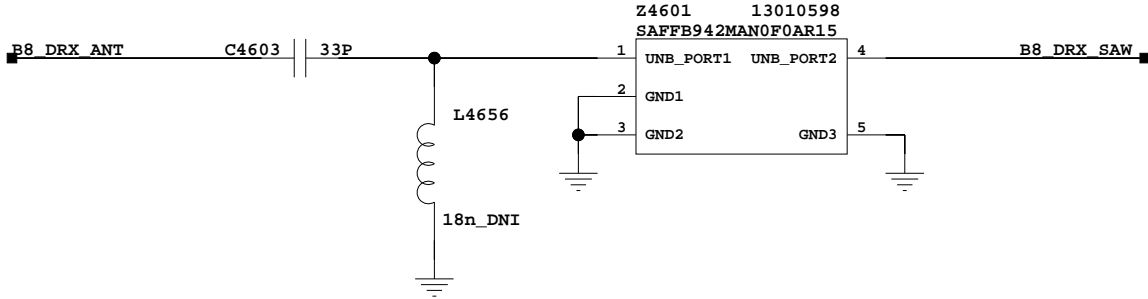 Z4601 13010598
SAFFB942MAN0F0AR15
B8_DRX_ANT C4603 33P 1 UNB_PORT1 UNB_PORT2 4 B8_DRX_SAW
2 GND1
3 GND2 GND3 5
L4656
18n_DNI